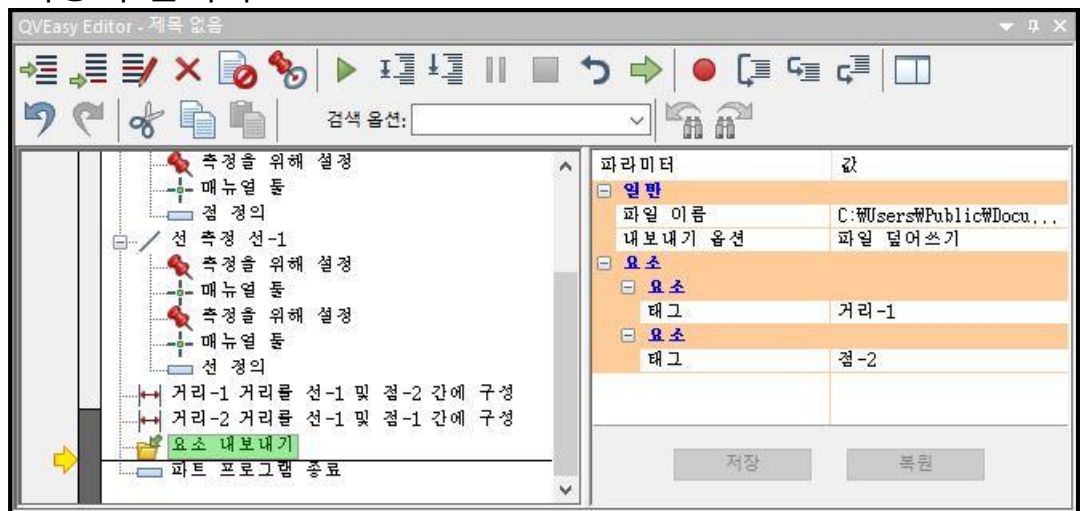 QVEasy Editor - 제목 없음
검색 옵션:
측정을 위해 설정
매뉴얼 툴
점 정의
선 측정 선-1
측정을 위해 설정
매뉴얼 툴
측정을 위해 설정
매뉴얼 툴
선 정의
거리-1 거리를 선-1 및 점-2 간에 구성
거리-2 거리를 선-1 및 점-1 간에 구성
요소 내보내기
파트 프로그램 종료
파라미터 값
일반
파일 이름 C:₩Users₩Public₩Docu...
내보내기 옵션 파일 덮어쓰기
요소
요소
태그 거리-1
요소
태그 점-2
저장 복원